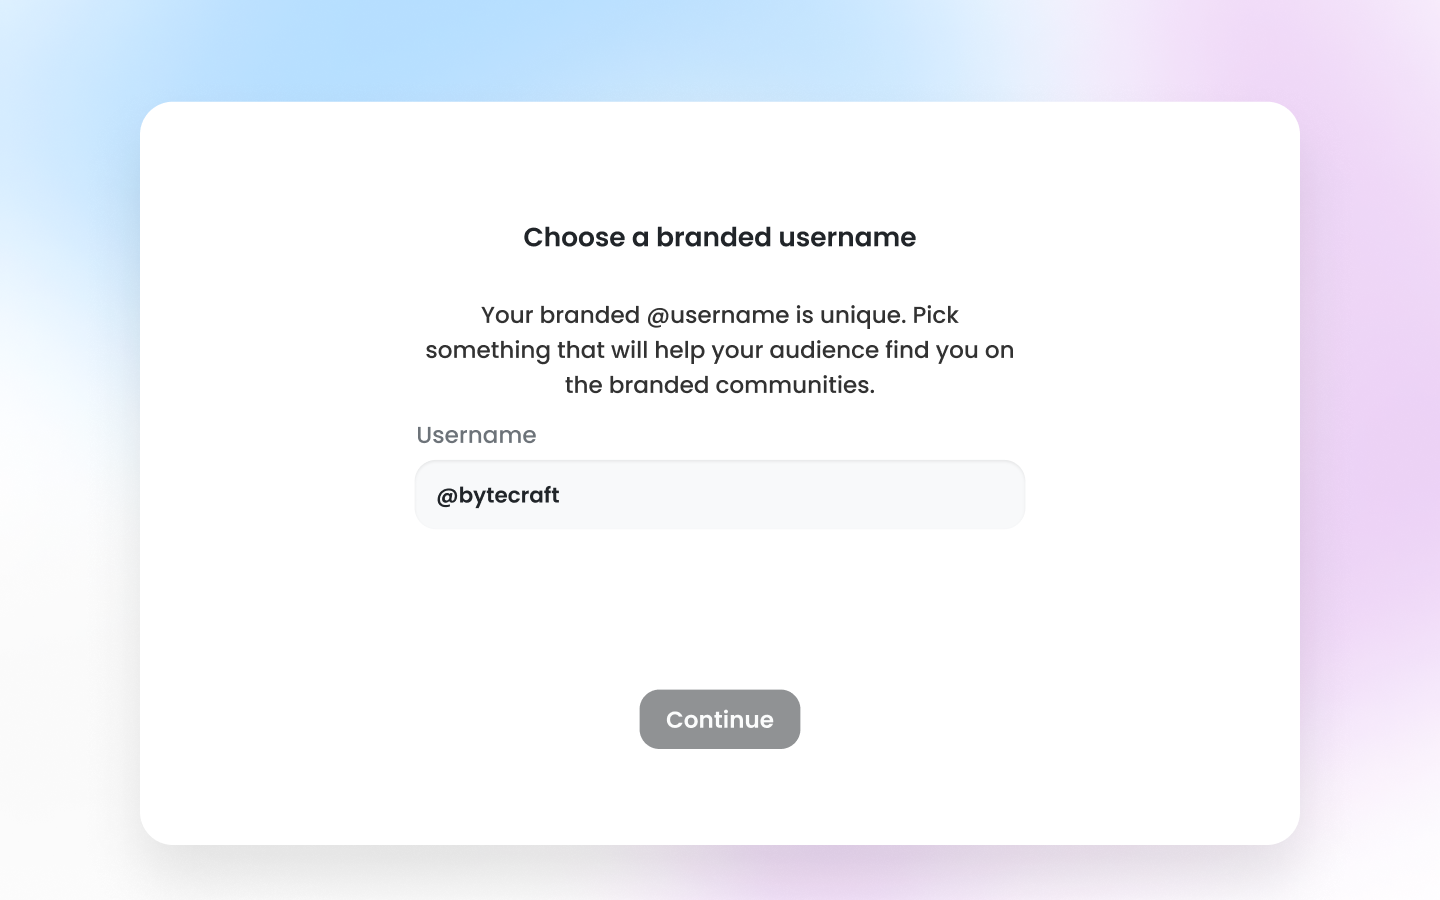 Choose a branded username
Your branded @username is unique. Pick
something that will help your audience find you on
the branded communities.
Username
@bytecraft
Continue